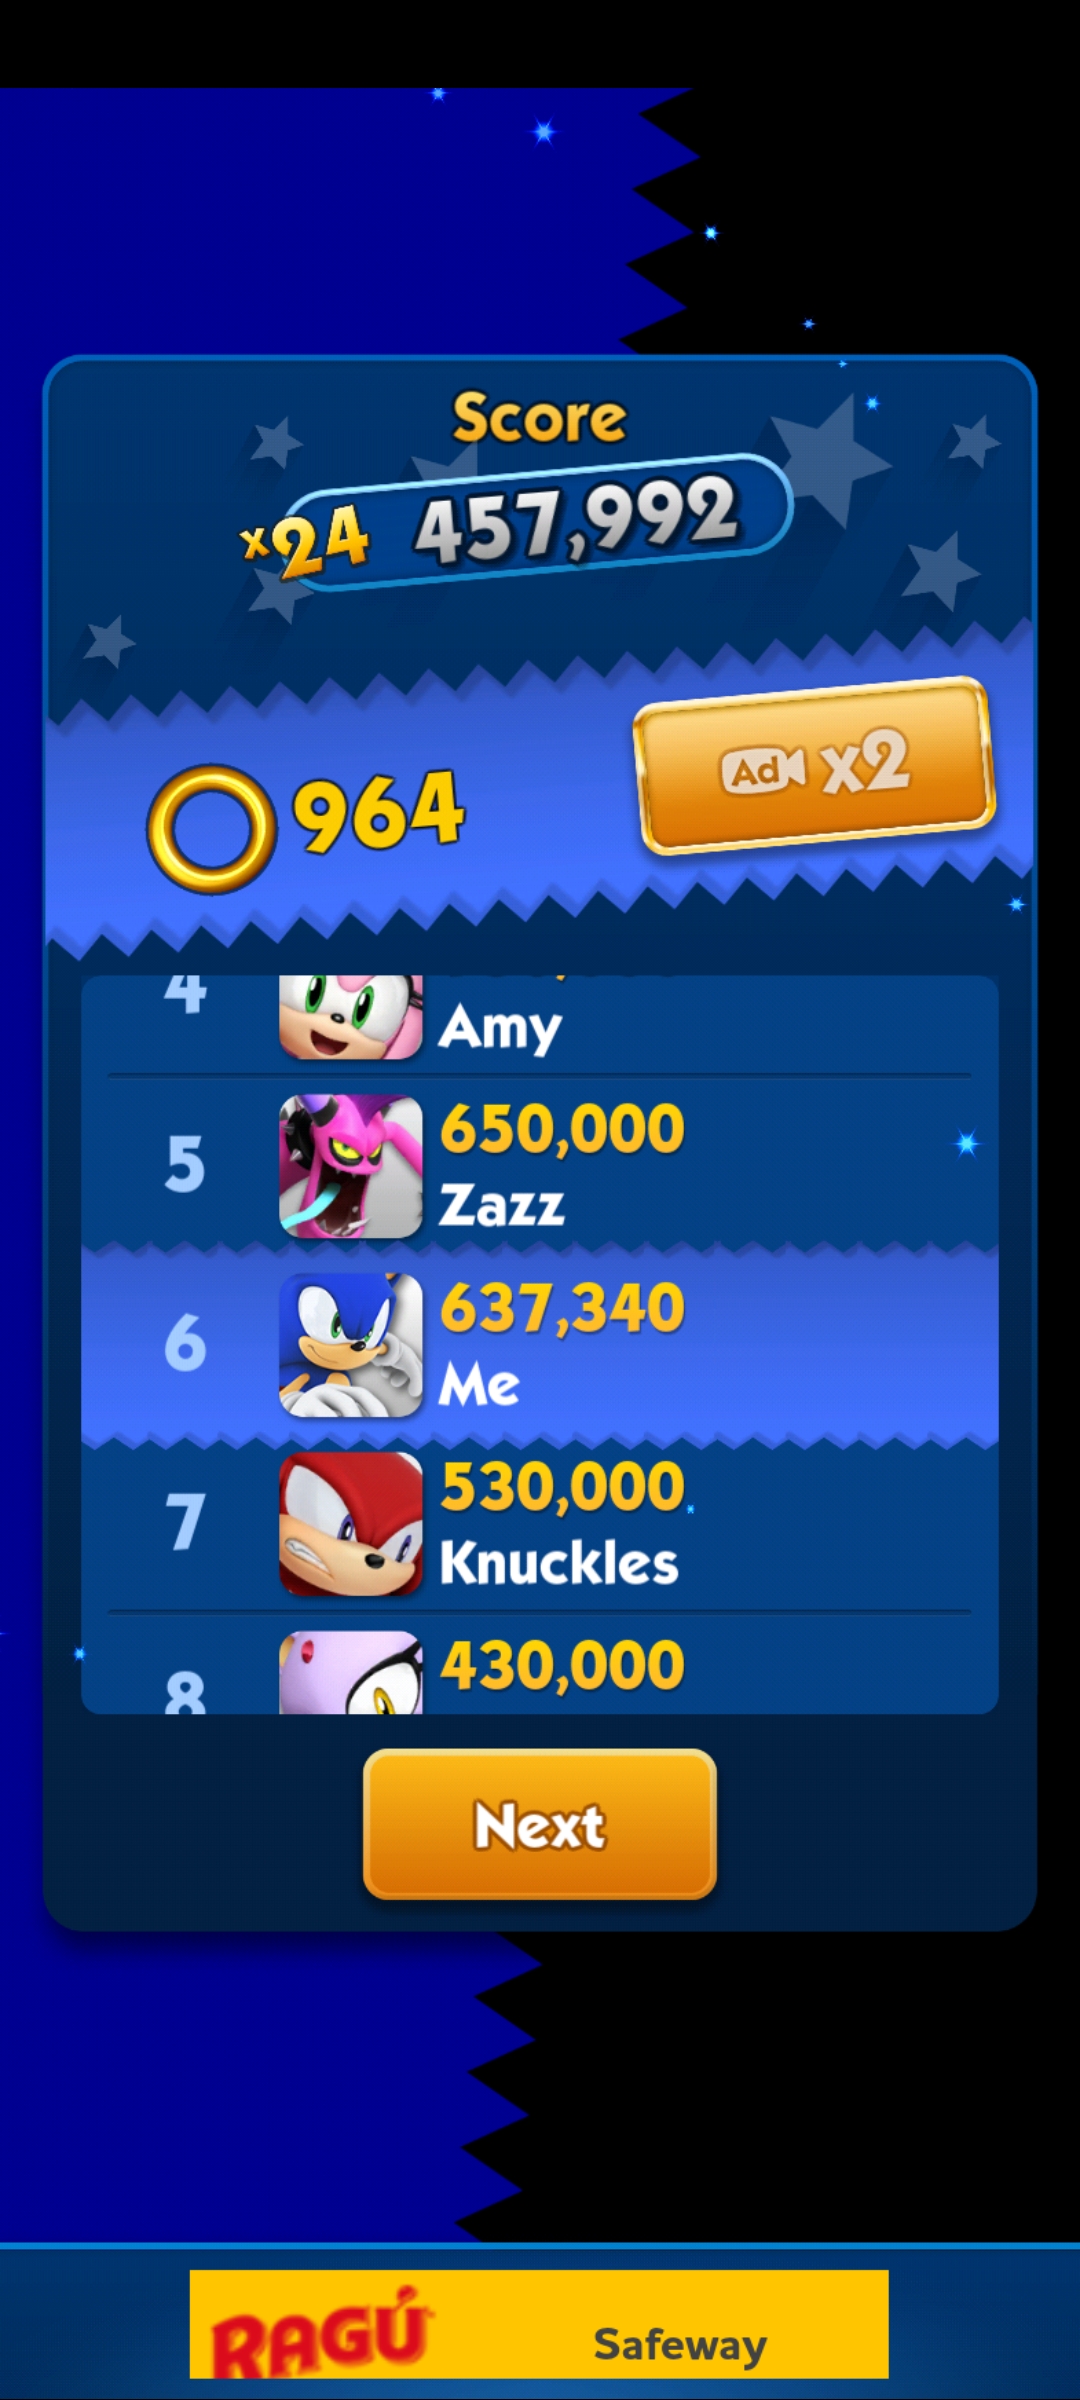 Score
x24 457,992
964
Ad x2
4
Amy
5
650,000
Zazz
6
637,340
Me
7
530,000
Knuckles
8
430,000
Next
RAGÚ
Safeway